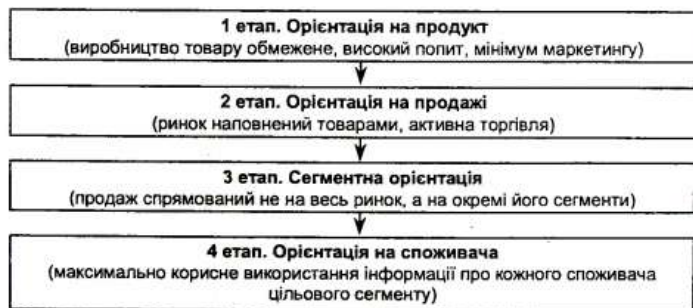 1 етап. Орієнтація на продукт
(виробництво товару обмежене, високий попит, мінімум маркетингу)
2 етап. Орієнтація на продажі
(ринок наповнений товарами, активна торгівля)
3 етап. Сегментна орієнтація
(продаж спрямований не на весь ринок, а на окремі його сегменти)
4 етап. Орієнтація на споживача
(максимально корисне використання інформації про кожного споживача
цільового сегменту)